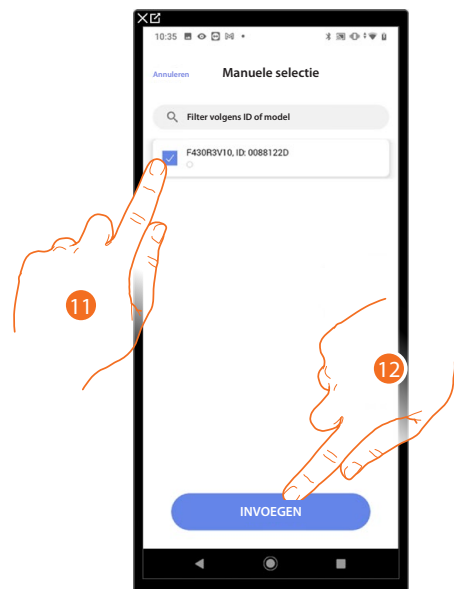 10:35
Annuleren Manuele selectie
Filter volgens ID of model
F430R3V10, ID: 0088122D
11
12
INVOEGEN